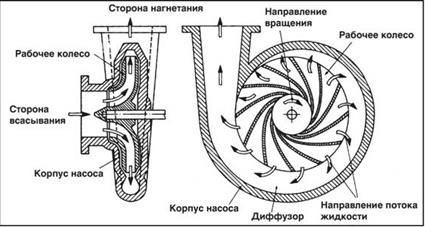 Сторона нагнетания
Рабочее колесо
Сторона
всасывания
Корпус насоса
Направление
вращения
Рабочее колесо
Корпус насоса
Диффузор
Направление потока
жидкости